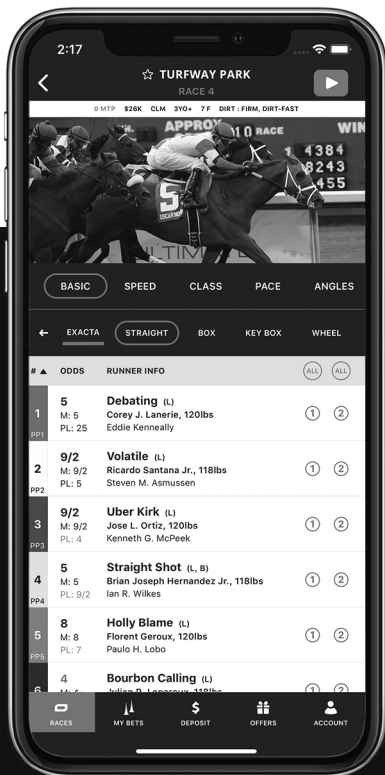 2:17
☆ TURFWAY PARK
RACE 4
0 MTP $26K CLM 3YO+ 7 F DIRT : FIRM, DIRT-FAST
APPROX 10 RACE WIN
1 4384
8243
455
5
BASIC SPEED CLASS PACE ANGLES
← EXACTA STRAIGHT BOX KEY BOX WHEEL
# ▲ ODDS RUNNER INFO ALL ALL
1 PP1
5
M: 5
PL: 25
Debating (L)
Corey J. Lanerie, 120lbs
Eddie Kenneally
1 2
2 PP2
9/2
M: 9/2
PL: 5
Volatile (L)
Ricardo Santana Jr., 118lbs
Steven M. Asmussen
1 2
3 PP3
9/2
M: 9/2
PL: 4
Uber Kirk (L)
Jose L. Ortiz, 120lbs
Kenneth G. McPeek
1 2
4 PP4
5
M: 5
PL: 9/2
Straight Shot (L, B)
Brian Joseph Hernandez Jr., 118lbs
Ian R. Wilkes
1 2
5 PP5
8
M: 8
PL: 7
Holly Blame (L)
Florent Geroux, 120lbs
Paulo H. Lobo
1 2
6
4
Bourbon Calling (L)
1 2
RACES MY BETS DEPOSIT OFFERS ACCOUNT